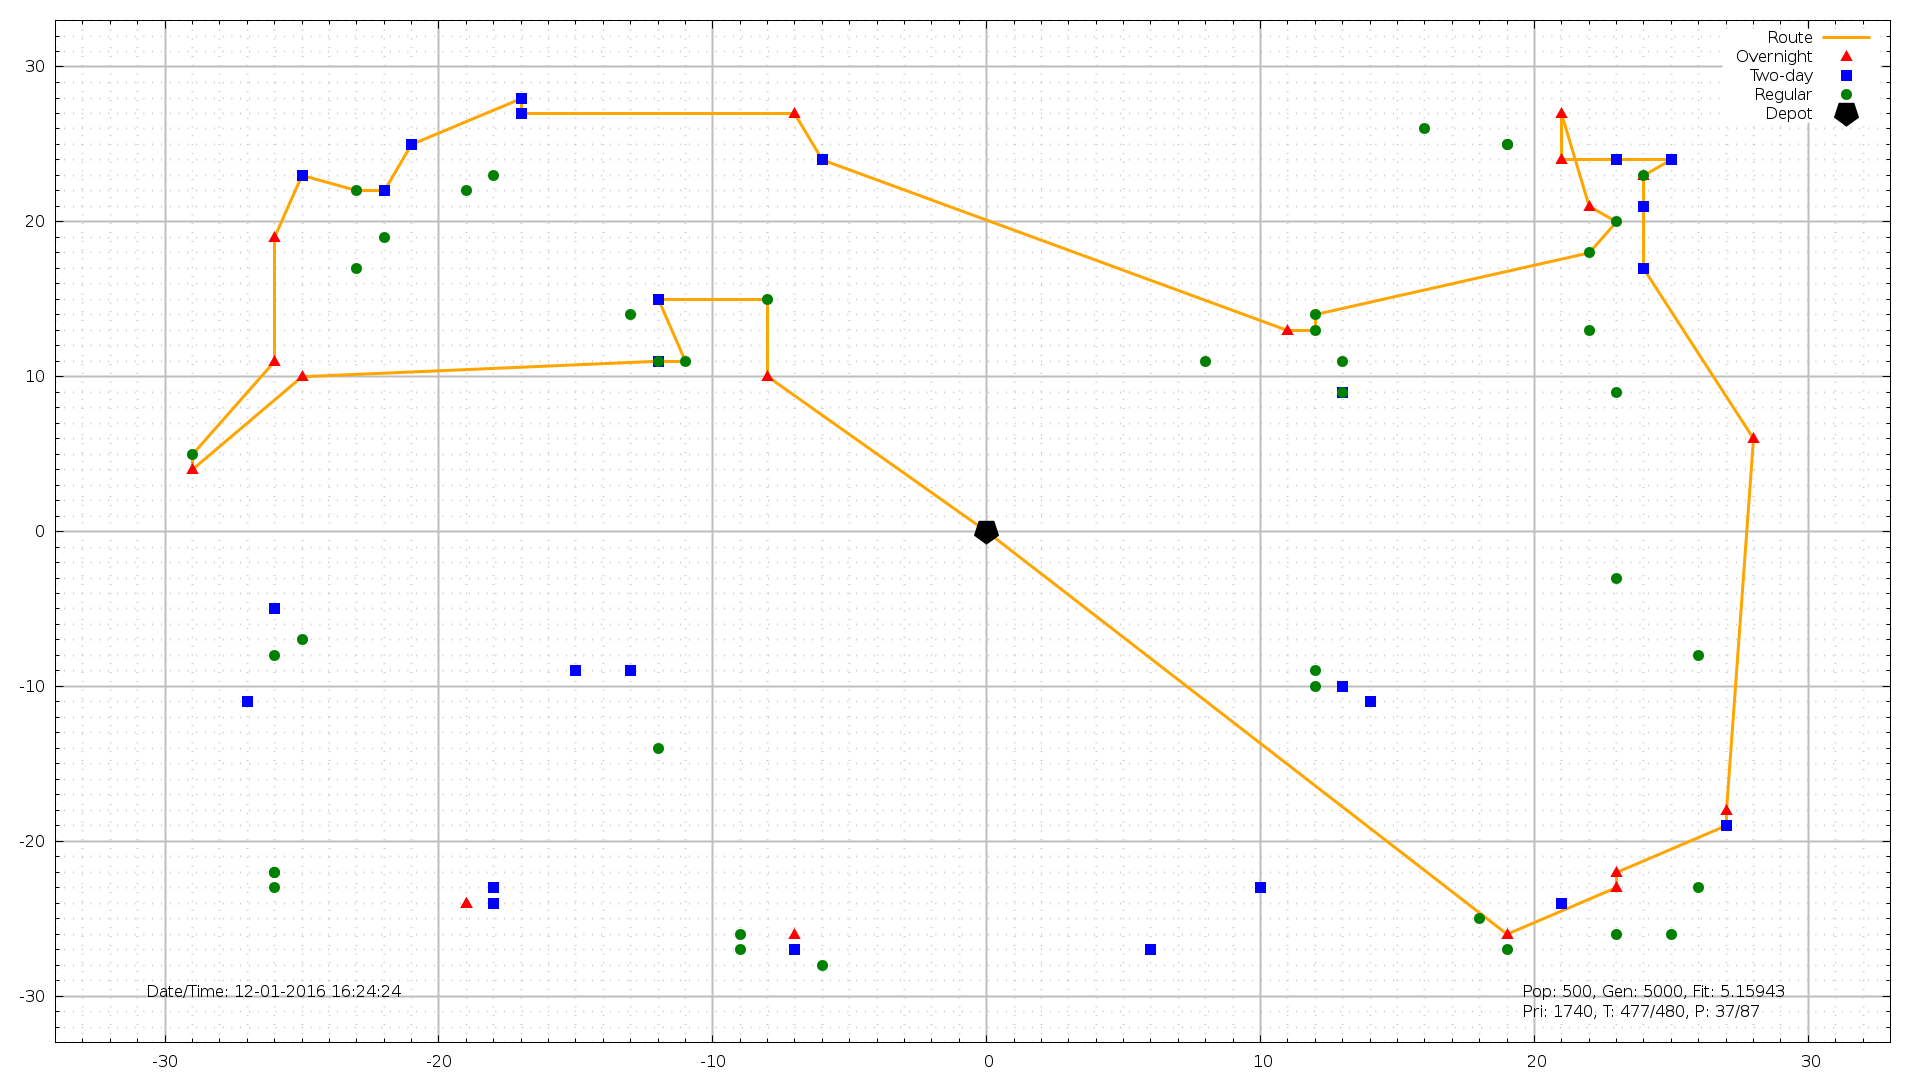 Route
Overnight
Two-day
Regular
Depot
30
20
10
0
-10
-20
-30
Date/Time: 12-01-2016 16:24:24
Pop: 500, Gen: 5000, Fit: 5.15943
Pri: 1740, T: 477/480, P: 37/87
-30
-20
-10
0
10
20
30